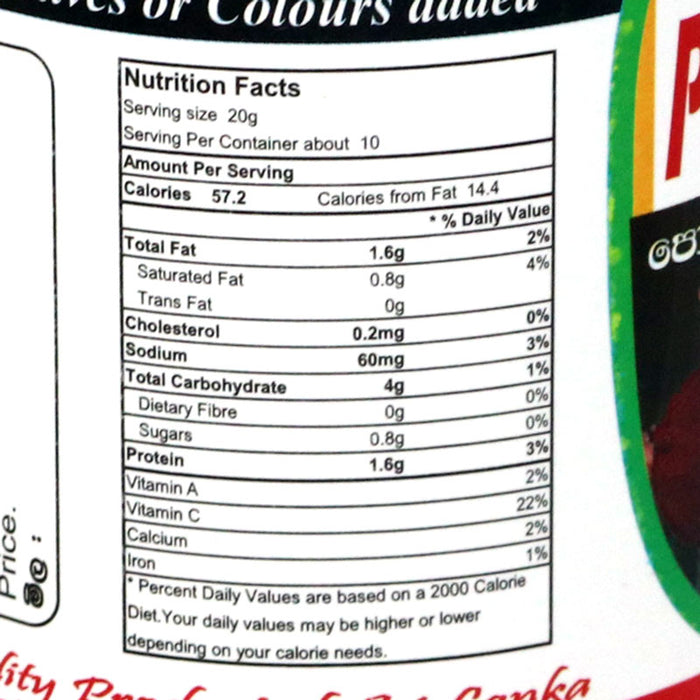 or Colours added
Nutrition Facts
Serving size 20g
Serving Per Container about 10
Amount Per Serving
Calories 57.2 Calories from Fat 14.4
* % Daily Value
Total Fat 1.6g 2%
Saturated Fat 0.8g 4%
Trans Fat 0g
Cholesterol 0.2mg 0%
Sodium 60mg 3%
Total Carbohydrate 4g 1%
Dietary Fibre 0g 0%
Sugars 0.8g 0%
Protein 1.6g 3%
Vitamin A 2%
Vitamin C 22%
Calcium 2%
Iron 1%
* Percent Daily Values are based on a 2000 Calorie
Diet.Your daily values may be higher or lower
depending on your calorie needs.
Price.